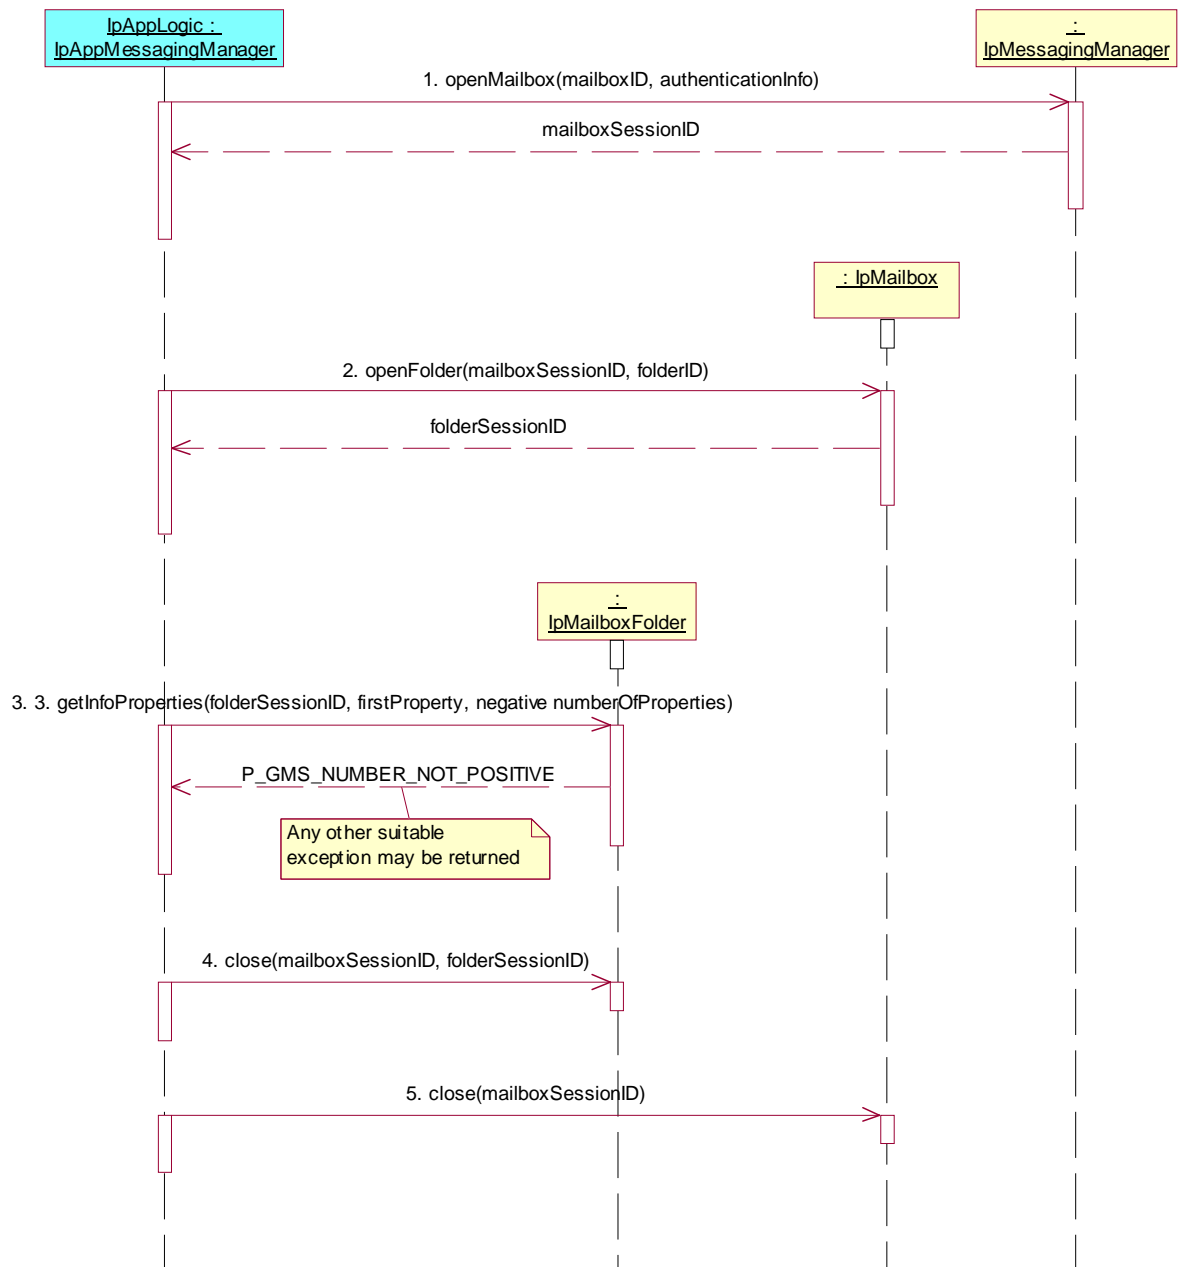 IpAppLogic :
IpAppMessagingManager
:
IpMessagingManager
1. openMailbox(mailboxID, authenticationInfo)
mailboxSessionID
: IpMailbox
2. openFolder(mailboxSessionID, folderID)
folderSessionID
:
IpMailboxFolder
3. 3. getInfoProperties(folderSessionID, firstProperty, negative numberOfProperties)
P_GMS_NUMBER_NOT_POSITIVE
Any other suitable
exception may be returned
4. close(mailboxSessionID, folderSessionID)
5. close(mailboxSessionID)